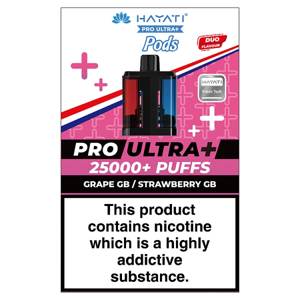 HAYATI
PRO ULTRA+
Pods
DUO
FLAVOUR
HAYATI
PRO ULTRA+
25000+ PUFFS
GRAPE GB / STRAWBERRY GB
This product
contains nicotine
which is a highly
addictive
substance.